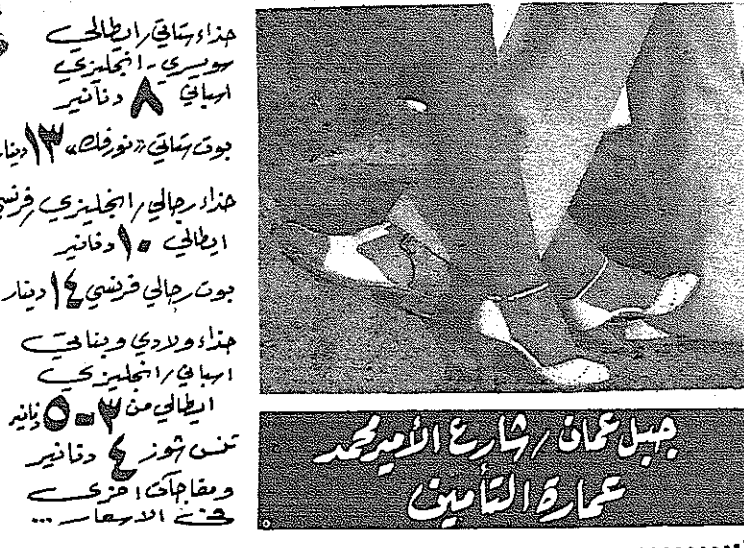 حذاء ستاتي/ايطالي
سويسري - انجليزي
اسباني ٨ دنانير
بوت ستاتي «نورفلك» ١٣ دينا
حذاء رجالي/انجليزي/فرنسي
ايطالي ١٠ دنانير
بوت رجالي فرنسي ١٤ دينار
حذاء ولادي وبناتي
اسباني/انجليزي
ايطالي من ٣-٥ دنانير
تنس شوز ٤ دنانير
ومفاجآت اخرى
في الاسعار ...
جبل عمان/شارع الأمير محمد
عمارة التأمين